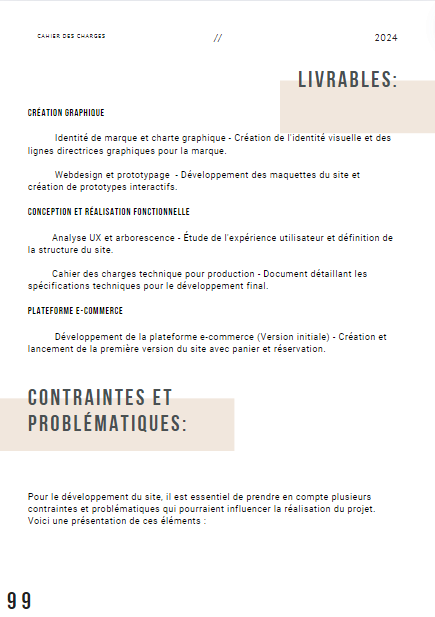 CAHIER DES CHARGES
//
2024
LIVRABLES:
CRÉATION GRAPHIQUE
Identité de marque et charte graphique - Création de l'identité visuelle et des
lignes directrices graphiques pour la marque.
Webdesign et prototypage - Développement des maquettes du site et
création de prototypes interactifs.
CONCEPTION ET RÉALISATION FONCTIONNELLE
Analyse UX et arborescence - Étude de l'expérience utilisateur et définition de
la structure du site.
Cahier des charges technique pour production - Document détaillant les
spécifications techniques pour le développement final.
PLATEFORME E-COMMERCE
Développement de la plateforme e-commerce (Version initiale) - Création et
lancement de la première version du site avec panier et réservation.
CONTRAINTES ET
PROBLÉMATIQUES:
Pour le développement du site, il est essentiel de prendre en compte plusieurs
contraintes et problématiques qui pourraient influencer la réalisation du projet.
Voici une présentation de ces éléments :
99